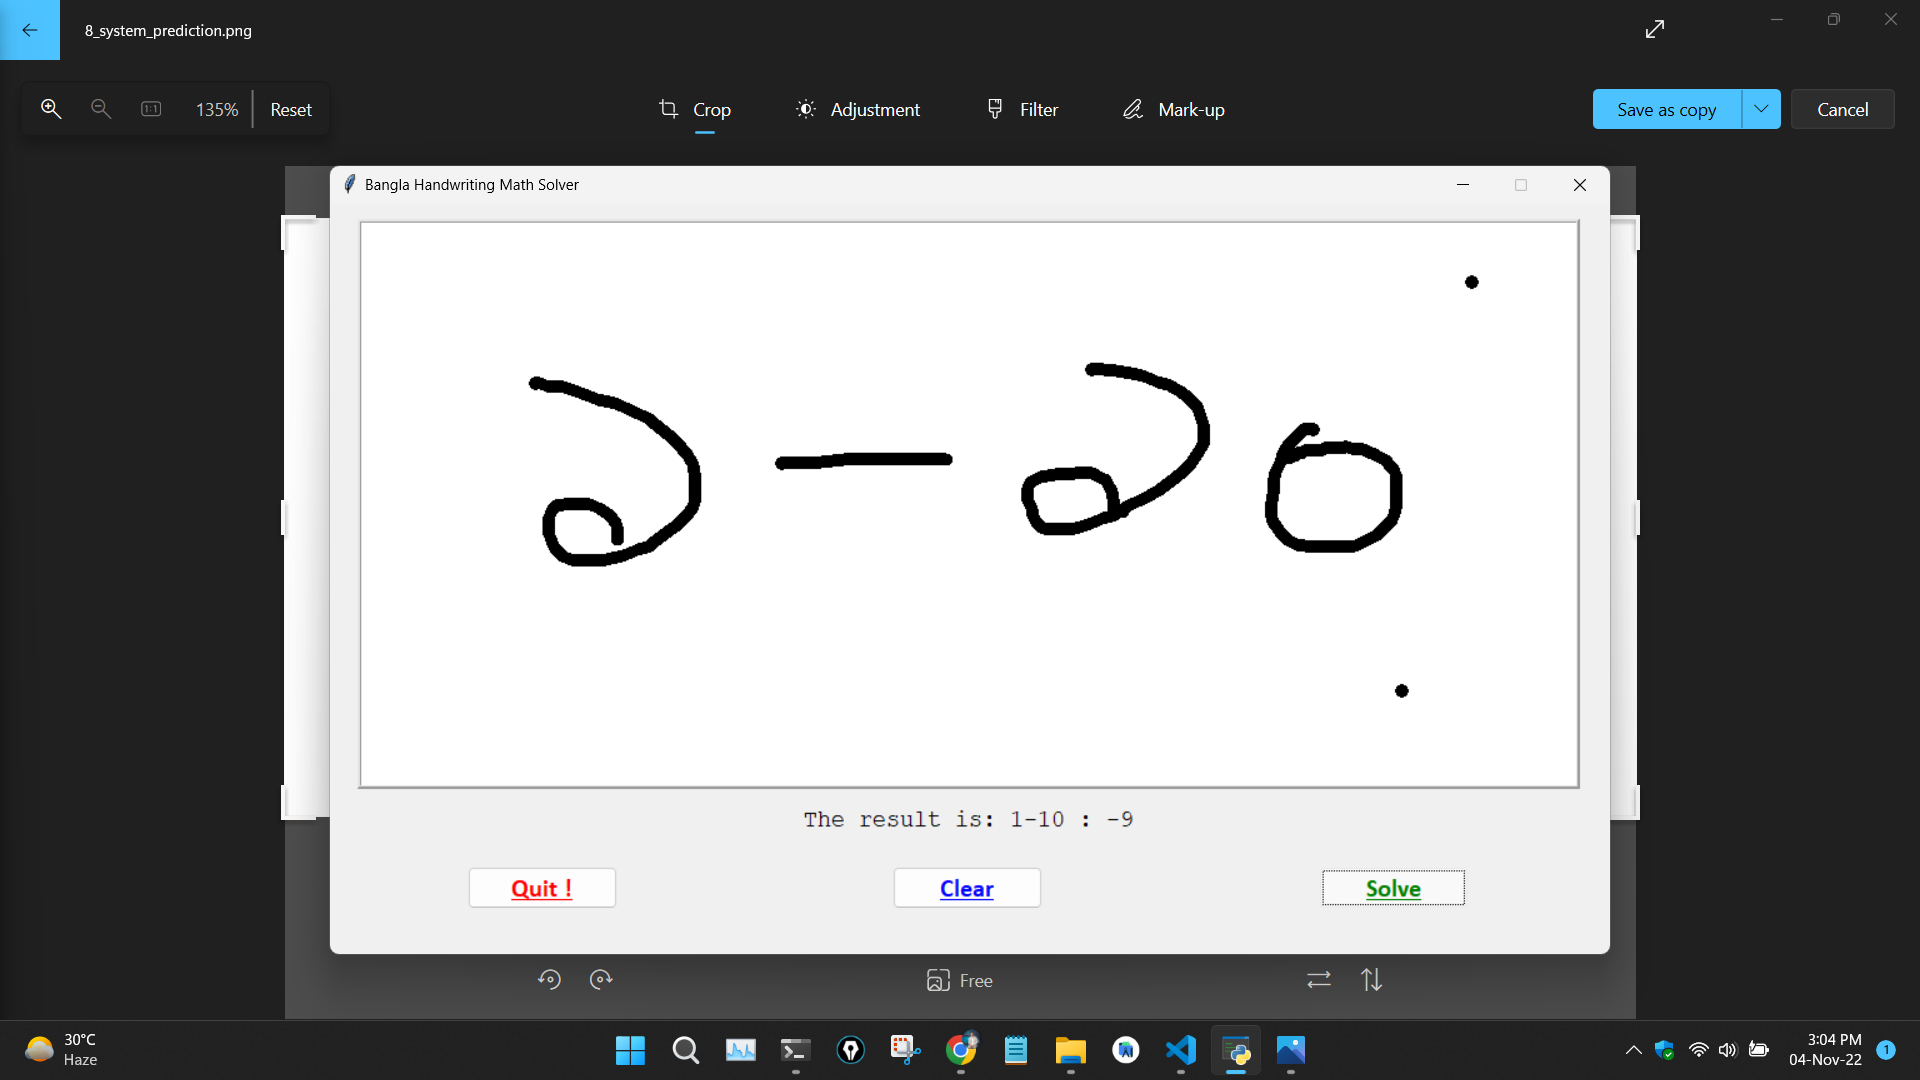 8_system_prediction.png
135% Reset
Crop Adjustment Filter Mark-up
Save as copy Cancel
Bangla Handwriting Math Solver
১-১০
The result is: 1-10 : -9
Quit ! Clear Solve
Free
30°C
Haze
3:04 PM
04-Nov-22
1